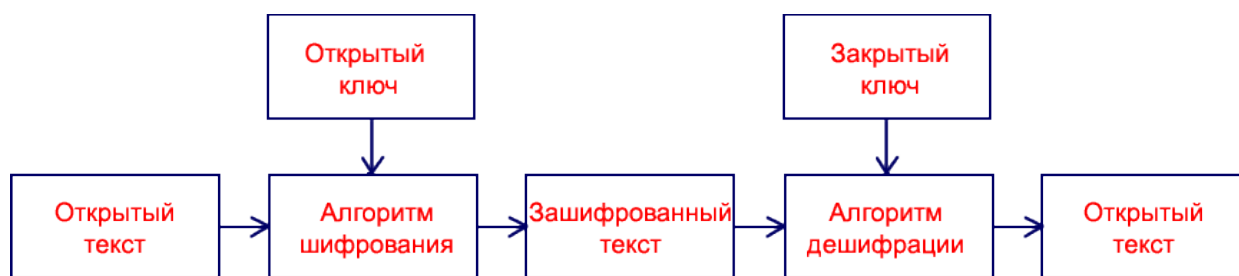 Открытый
ключ
Закрытый
ключ
Открытый
текст
Алгоритм
шифрования
Зашифрованный
текст
Алгоритм
дешифрации
Открытый
текст